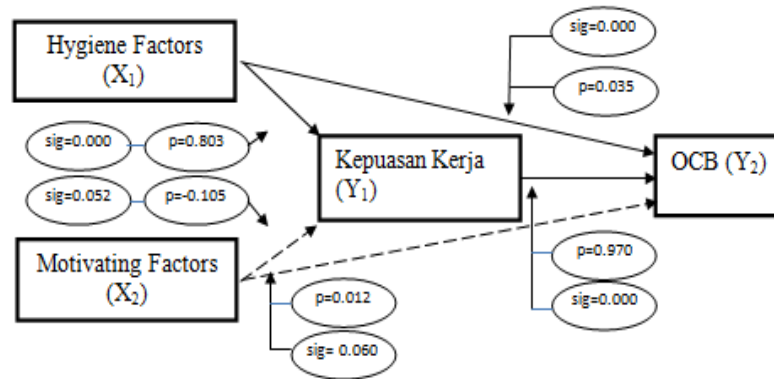 Hygiene Factors
(X₁)
sig=0.000
p=0.035
sig=0.000
p=0.803
sig=0.052
p=-0.105
Kepuasan Kerja
(Y₁)
OCB (Y₂)
Motivating Factors
(X₂)
p=0.012
sig= 0.060
p=0.970
sig=0.000